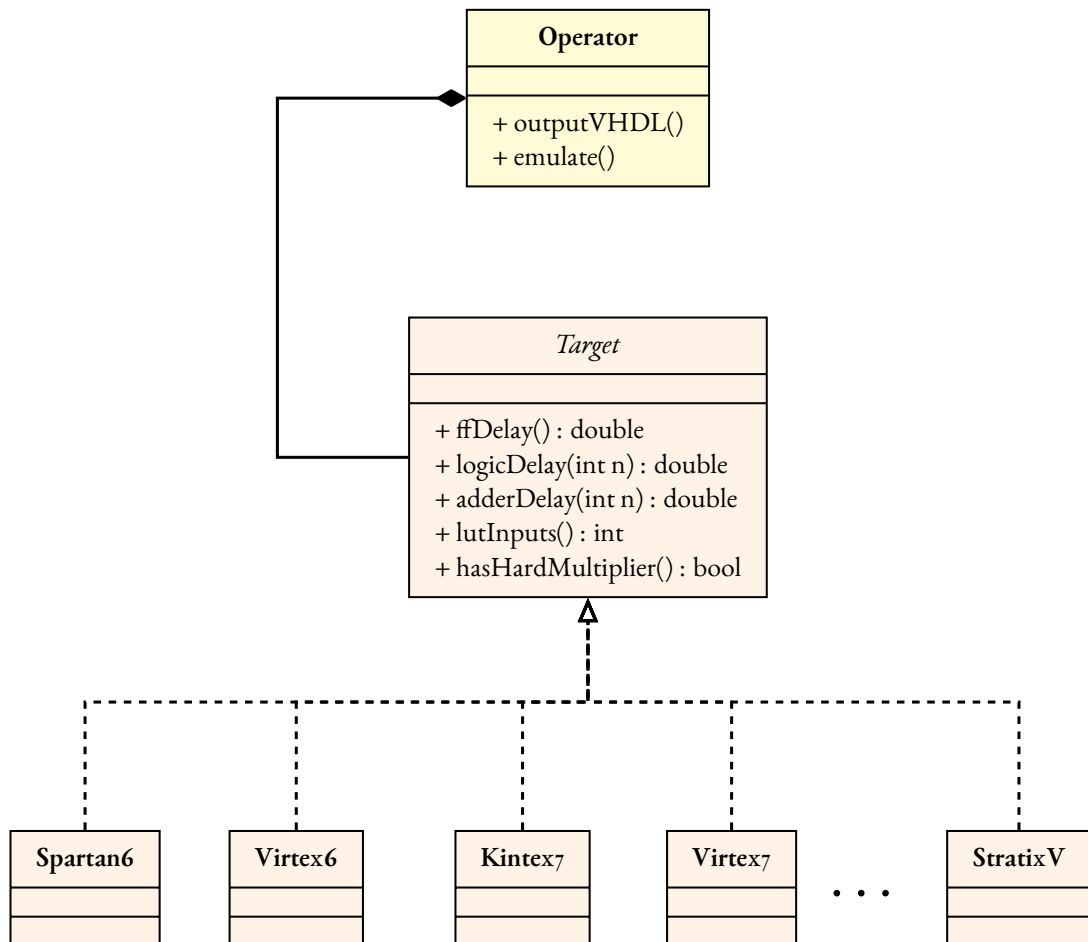 Operator
+ outputVHDL()
+ emulate()
Target
+ ffDelay() : double
+ logicDelay(int n) : double
+ adderDelay(int n) : double
+ lutInputs() : int
+ hasHardMultiplier() : bool
Spartan6 Virtex6 Kintex7 Virtex7 . . . StratixV